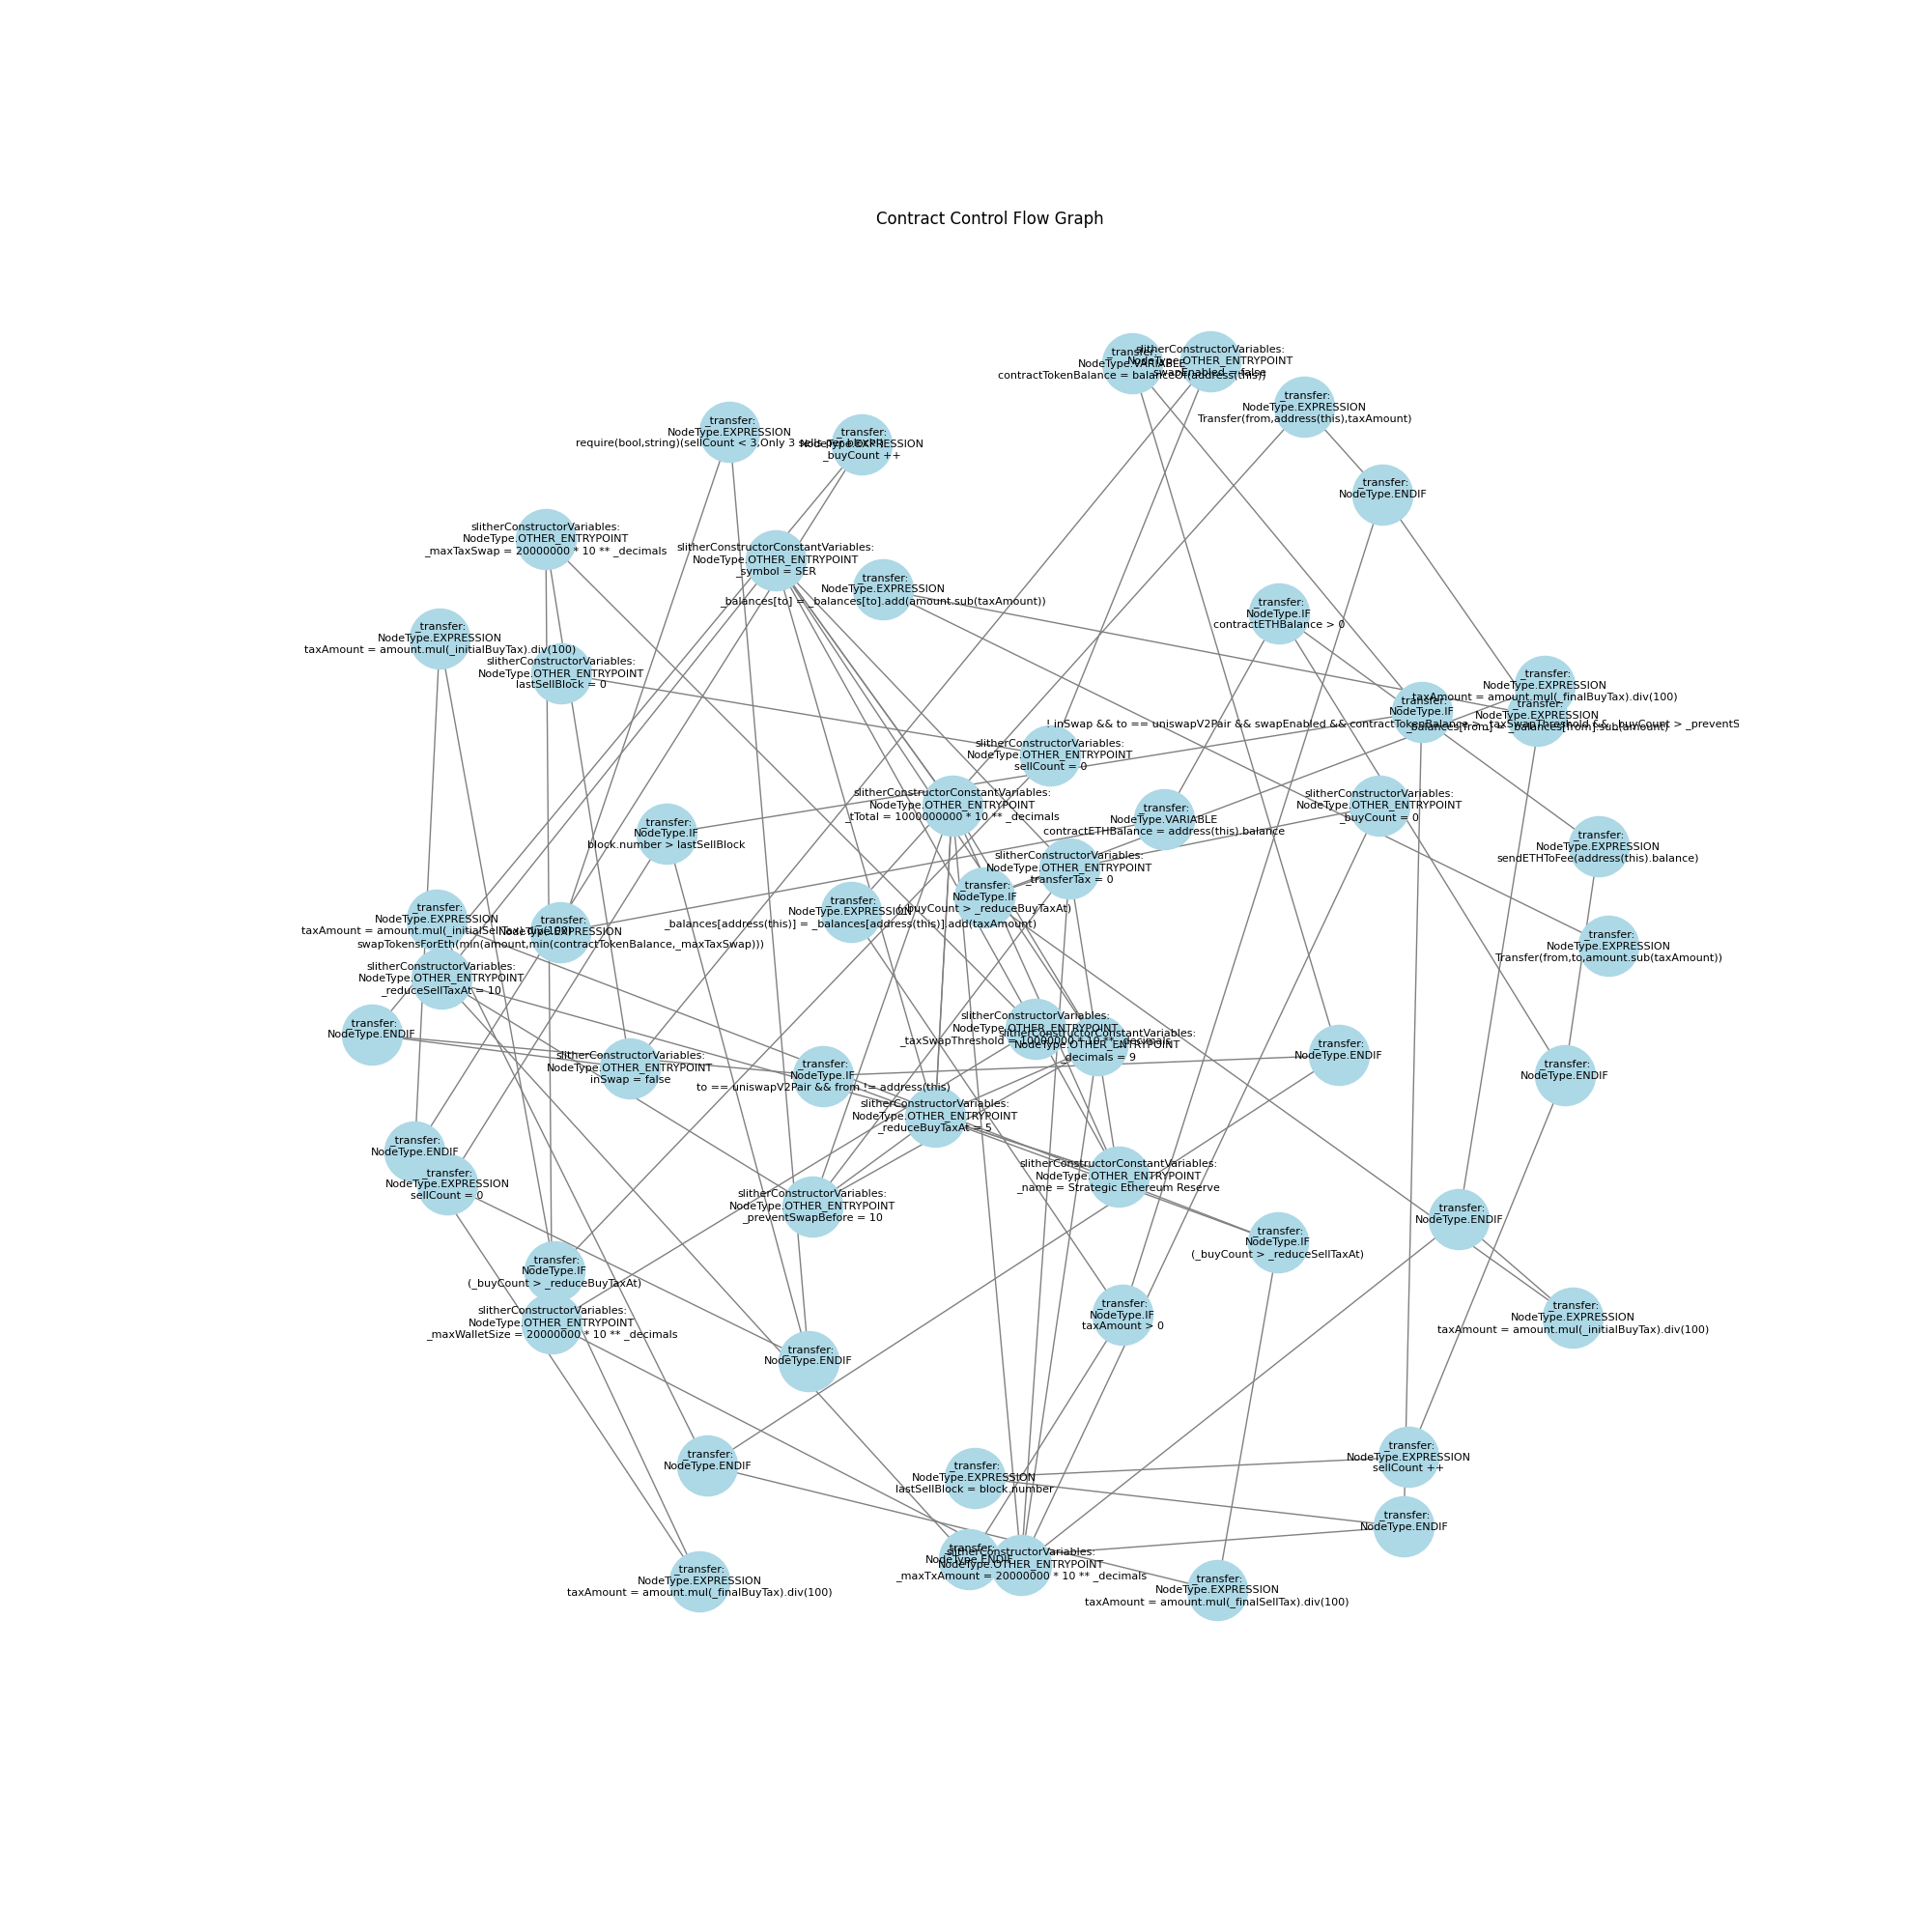 Contract Control Flow Graph
_transfer:
NodeType.VARIABLE
contractTokenBalance = balanceOf(address(this))
slitherConstructorVariables:
NodeType.OTHER_ENTRYPOINT
swapEnabled = false
_transfer:
NodeType.EXPRESSION
Transfer(from,address(this),taxAmount)
_transfer:
NodeType.EXPRESSION
require(bool,string)(sellCount < 3,Only 3 sells per block!)
_transfer:
NodeType.EXPRESSION
_buyCount ++
_transfer:
NodeType.ENDIF
slitherConstructorVariables:
NodeType.OTHER_ENTRYPOINT
_maxTaxSwap = 20000000 * 10 ** _decimals
slitherConstructorConstantVariables:
NodeType.OTHER_ENTRYPOINT
_symbol = SER
_transfer:
NodeType.EXPRESSION
_balances[to] = _balances[to].add(amount.sub(taxAmount))
_transfer:
NodeType.IF
contractETHBalance > 0
_transfer:
NodeType.EXPRESSION
taxAmount = amount.mul(_initialBuyTax).div(100)
slitherConstructorVariables:
NodeType.OTHER_ENTRYPOINT
lastSellBlock = 0
_transfer:
NodeType.EXPRESSION
taxAmount = amount.mul(_finalBuyTax).div(100)
_transfer:
NodeType.IF
! inSwap && to == uniswapV2Pair && swapEnabled && contractTokenBalance > _taxSwapThreshold && _buyCount > _preventS
_transfer:
NodeType.EXPRESSION
_balances[from] = _balances[from].sub(amount)
slitherConstructorVariables:
NodeType.OTHER_ENTRYPOINT
sellCount = 0
slitherConstructorConstantVariables:
NodeType.OTHER_ENTRYPOINT
_tTotal = 1000000000 * 10 ** _decimals
slitherConstructorVariables:
NodeType.OTHER_ENTRYPOINT
_buyCount = 0
_transfer:
NodeType.VARIABLE
contractETHBalance = address(this).balance
_transfer:
NodeType.IF
block.number > lastSellBlock
_transfer:
NodeType.EXPRESSION
sendETHToFee(address(this).balance)
slitherConstructorVariables:
NodeType.OTHER_ENTRYPOINT
_transferTax = 0
_transfer:
NodeType.IF
(_buyCount > _reduceBuyTaxAt)
_transfer:
NodeType.EXPRESSION
_balances[address(this)] = _balances[address(this)].add(taxAmount)
_transfer:
NodeType.EXPRESSION
taxAmount = amount.mul(_initialSellTax).div(100)
_transfer:
NodeType.EXPRESSION
swapTokensForEth(min(amount,min(contractTokenBalance,_maxTaxSwap)))
_transfer:
NodeType.EXPRESSION
Transfer(from,to,amount.sub(taxAmount))
slitherConstructorVariables:
NodeType.OTHER_ENTRYPOINT
_reduceSellTaxAt = 10
_transfer:
NodeType.ENDIF
slitherConstructorVariables:
NodeType.OTHER_ENTRYPOINT
_taxSwapThreshold = 10000000 * 10 ** _decimals
slitherConstructorConstantVariables:
NodeType.OTHER_ENTRYPOINT
_decimals = 9
_transfer:
NodeType.ENDIF
slitherConstructorVariables:
NodeType.OTHER_ENTRYPOINT
inSwap = false
_transfer:
NodeType.IF
to == uniswapV2Pair && from != address(this)
_transfer:
NodeType.ENDIF
slitherConstructorVariables:
NodeType.OTHER_ENTRYPOINT
_reduceBuyTaxAt = 5
_transfer:
NodeType.ENDIF
_transfer:
NodeType.EXPRESSION
sellCount = 0
slitherConstructorConstantVariables:
NodeType.OTHER_ENTRYPOINT
_name = Strategic Ethereum Reserve
slitherConstructorVariables:
NodeType.OTHER_ENTRYPOINT
_preventSwapBefore = 10
_transfer:
NodeType.ENDIF
_transfer:
NodeType.IF
(_buyCount > _reduceSellTaxAt)
_transfer:
NodeType.IF
(_buyCount > _reduceBuyTaxAt)
slitherConstructorVariables:
NodeType.OTHER_ENTRYPOINT
_maxWalletSize = 20000000 * 10 ** _decimals
_transfer:
NodeType.IF
taxAmount > 0
_transfer:
NodeType.EXPRESSION
taxAmount = amount.mul(_initialBuyTax).div(100)
_transfer:
NodeType.ENDIF
_transfer:
NodeType.ENDIF
_transfer:
NodeType.EXPRESSION
sellCount ++
_transfer:
NodeType.EXPRESSION
lastSellBlock = block.number
_transfer:
NodeType.ENDIF
_transfer:
NodeType.ENDIF
slitherConstructorVariables:
NodeType.OTHER_ENTRYPOINT
_maxTxAmount = 20000000 * 10 ** _decimals
_transfer:
NodeType.EXPRESSION
taxAmount = amount.mul(_finalBuyTax).div(100)
_transfer:
NodeType.EXPRESSION
taxAmount = amount.mul(_finalSellTax).div(100)